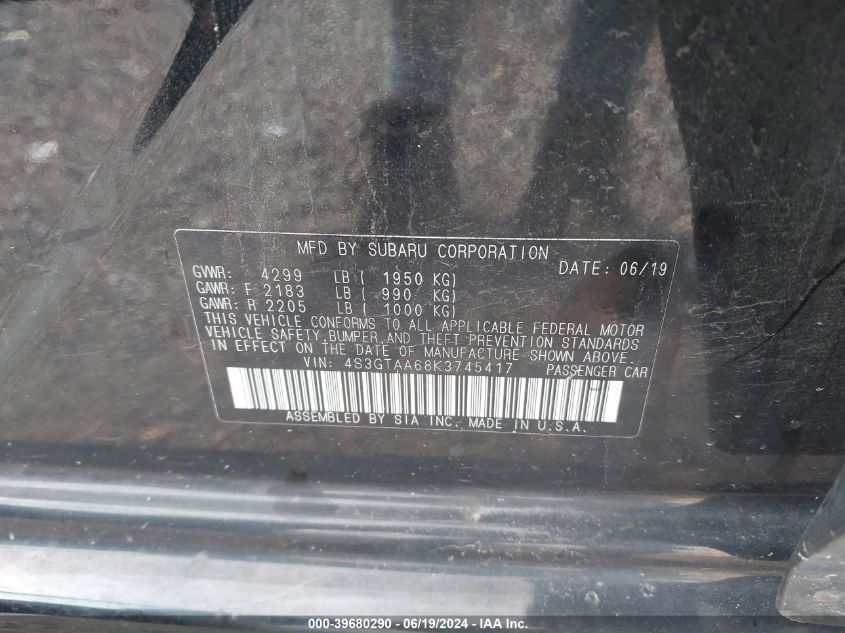 MFD BY SUBARU CORPORATION
GVWR: 4299 LB ( 1950 KG) DATE: 06/19
GAWR: F 2183 LB ( 990 KG)
GAWR: R 2205 LB ( 1000 KG)
THIS VEHICLE CONFORMS TO ALL APPLICABLE FEDERAL MOTOR
VEHICLE SAFETY, BUMPER, AND THEFT PREVENTION STANDARDS
IN EFFECT ON THE DATE OF MANUFACTURE SHOWN ABOVE.
VIN: 4S3GTAA68K3745417 PASSENGER CAR
ASSEMBLED BY SIA INC. MADE IN U.S.A.
000-39680290 - 06/19/2024 - IAA Inc.